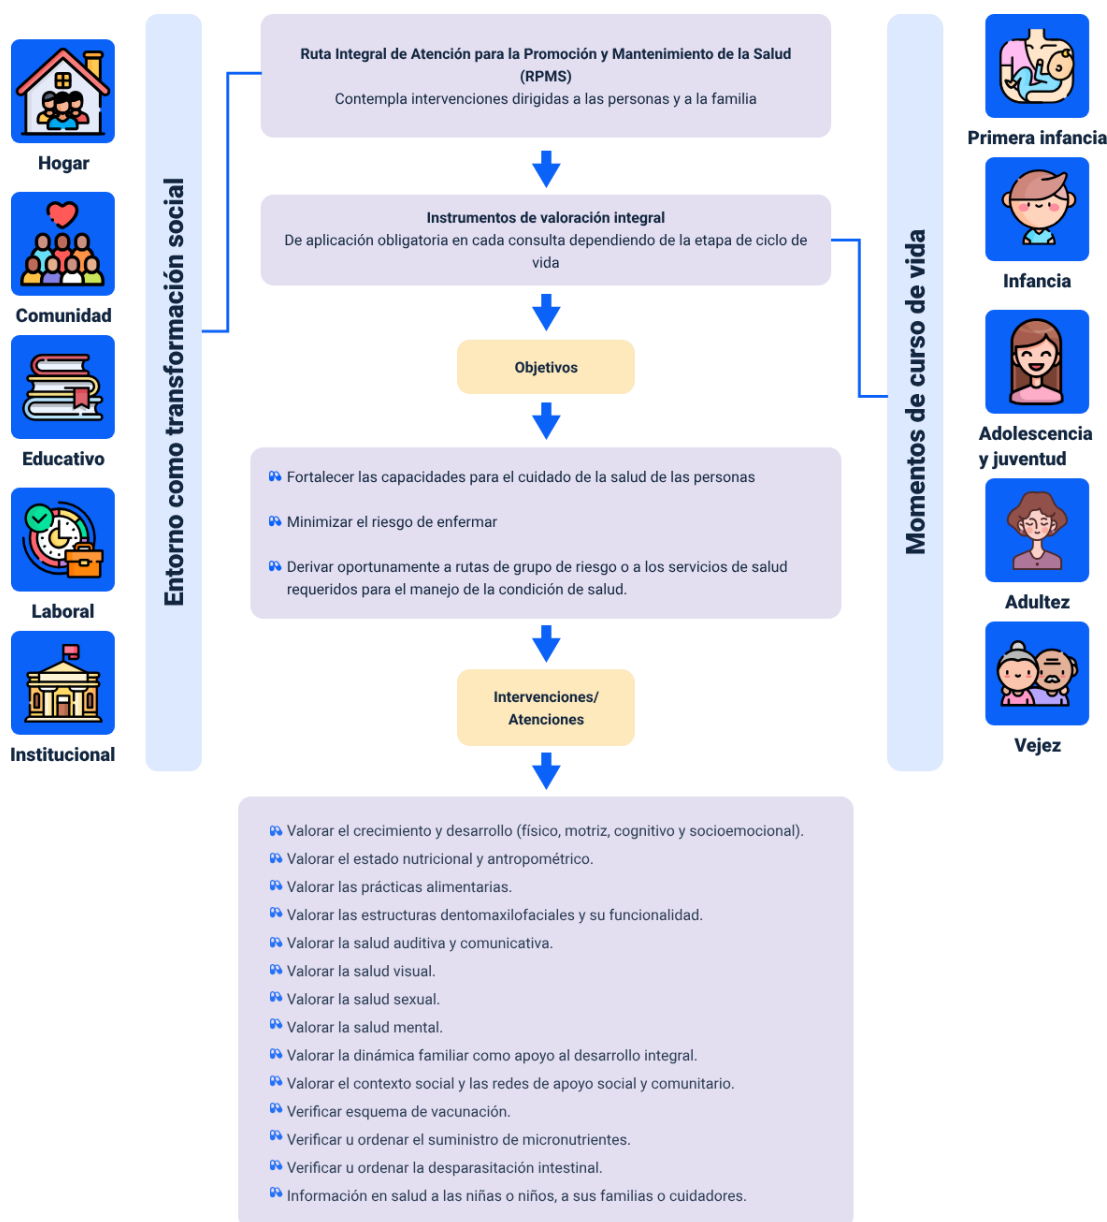 Hogar
Comunidad
Educativo
Laboral
Institucional
Entorno como transformación social
Ruta Integral de Atención para la Promoción y Mantenimiento de la Salud
(RPMS)
Contempla intervenciones dirigidas a las personas y a la familia
Instrumentos de valoración integral
De aplicación obligatoria en cada consulta dependiendo de la etapa de ciclo de
vida
Objetivos
Fortalecer las capacidades para el cuidado de la salud de las personas
Minimizar el riesgo de enfermar
Derivar oportunamente a rutas de grupo de riesgo o a los servicios de salud
requeridos para el manejo de la condición de salud.
Intervenciones/
Atenciones
Valorar el crecimiento y desarrollo (físico, motriz, cognitivo y socioemocional).
Valorar el estado nutricional y antropométrico.
Valorar las prácticas alimentarias.
Valorar las estructuras dentomaxilofaciales y su funcionalidad.
Valorar la salud auditiva y comunicativa.
Valorar la salud visual.
Valorar la salud sexual.
Valorar la salud mental.
Valorar la dinámica familiar como apoyo al desarrollo integral.
Valorar el contexto social y las redes de apoyo social y comunitario.
Verificar esquema de vacunación.
Verificar u ordenar el suministro de micronutrientes.
Verificar u ordenar la desparasitación intestinal.
Información en salud a las niñas o niños, a sus familias o cuidadores.
Momentos de curso de vida
Primera infancia
Infancia
Adolescencia
y juventud
Adultez
Vejez